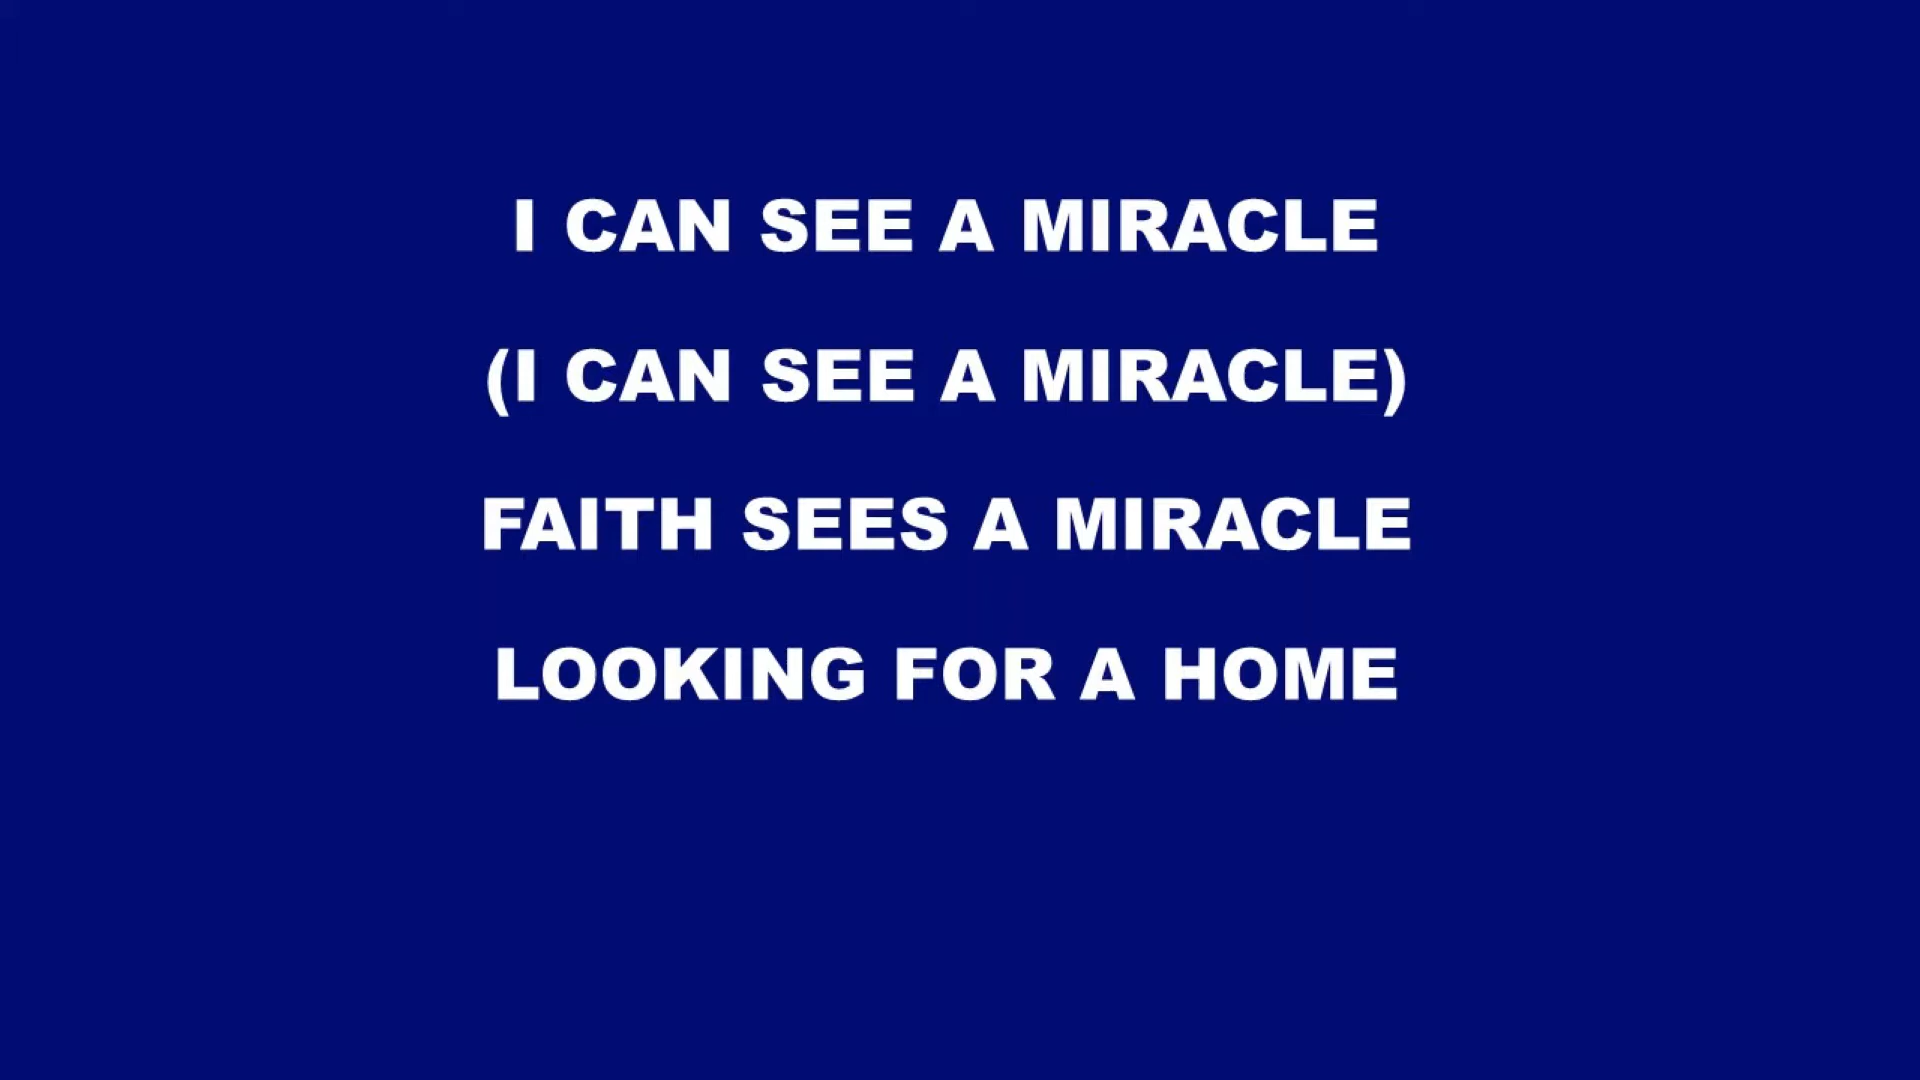 I CAN SEE A MIRACLE
(I CAN SEE A MIRACLE)
FAITH SEES A MIRACLE
LOOKING FOR A HOME